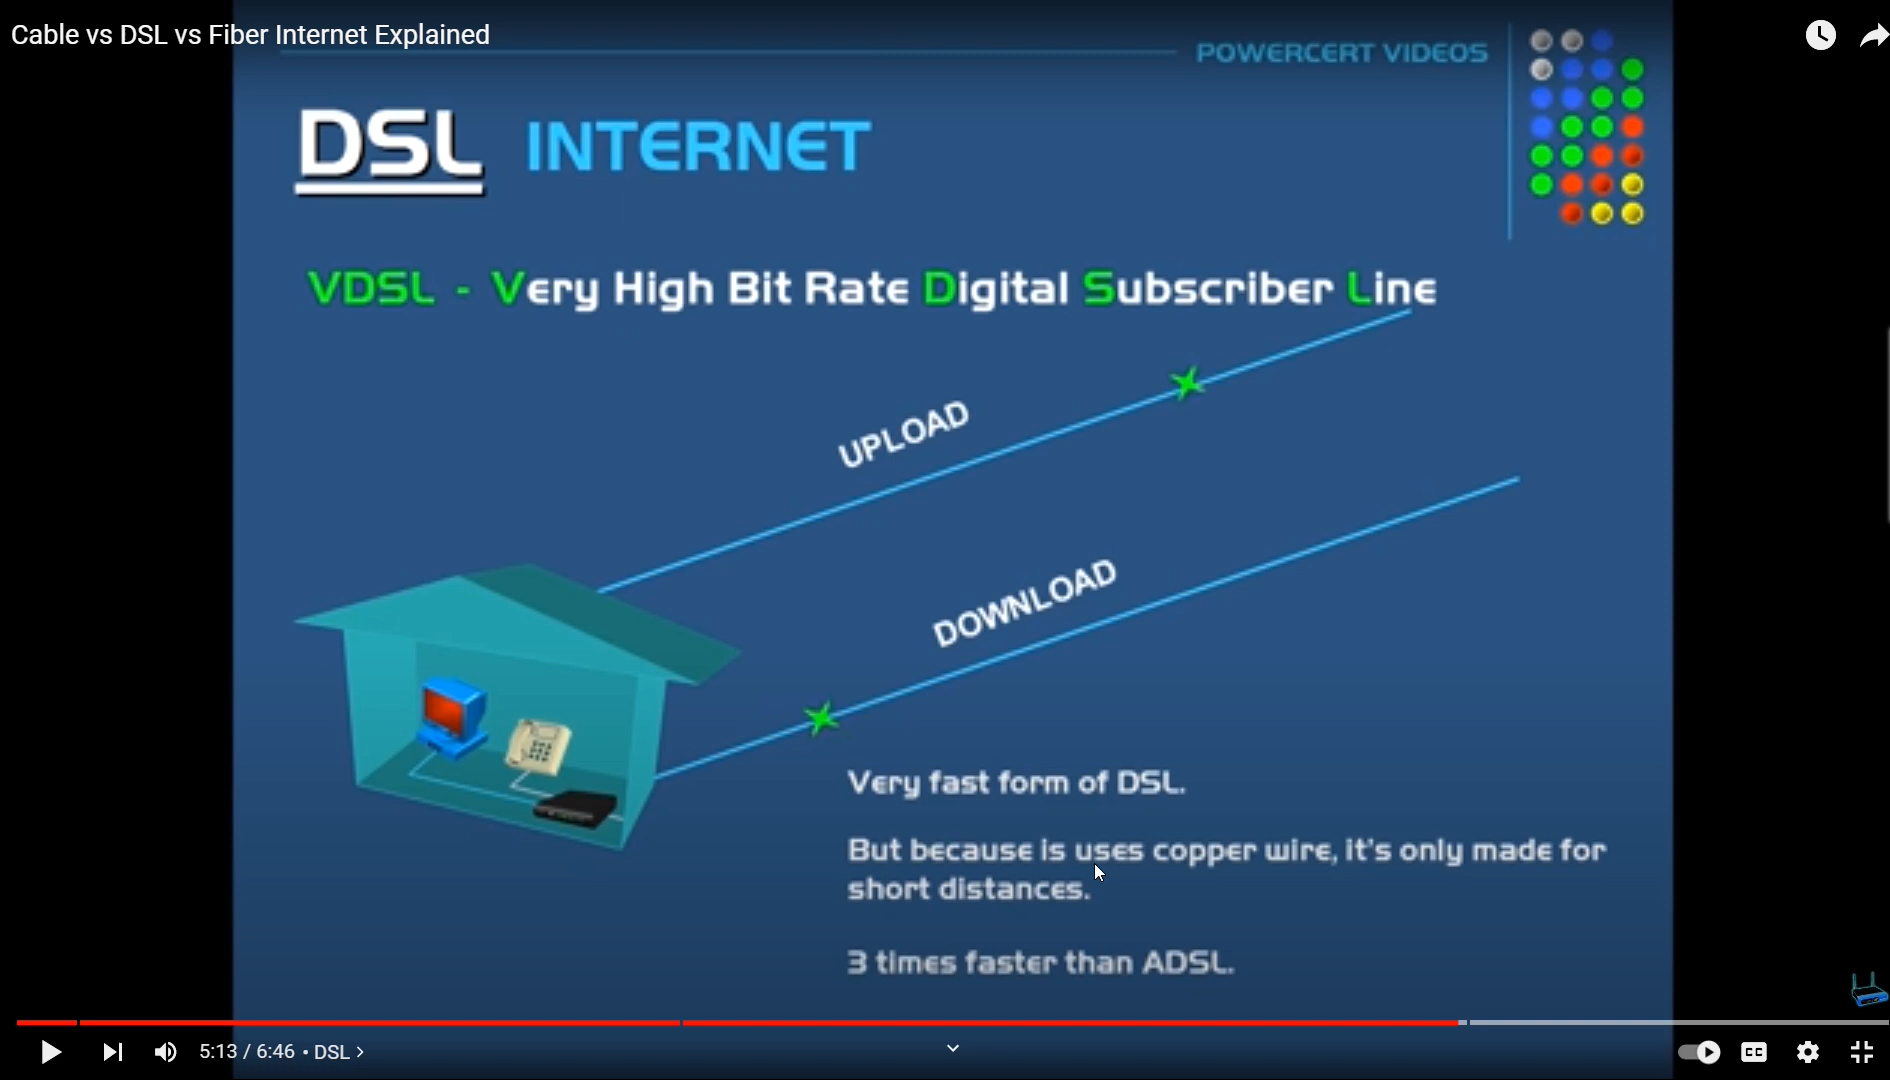 Cable vs DSL vs Fiber Internet Explained
POWERCERT VIDEOS
DSL INTERNET
VDSL - Very High Bit Rate Digital Subscriber Line
UPLOAD
DOWNLOAD
Very fast form of DSL.
But because is uses copper wire, it's only made for
short distances.
3 times faster than ADSL.
5:13 / 6:46 • DSL >
CC